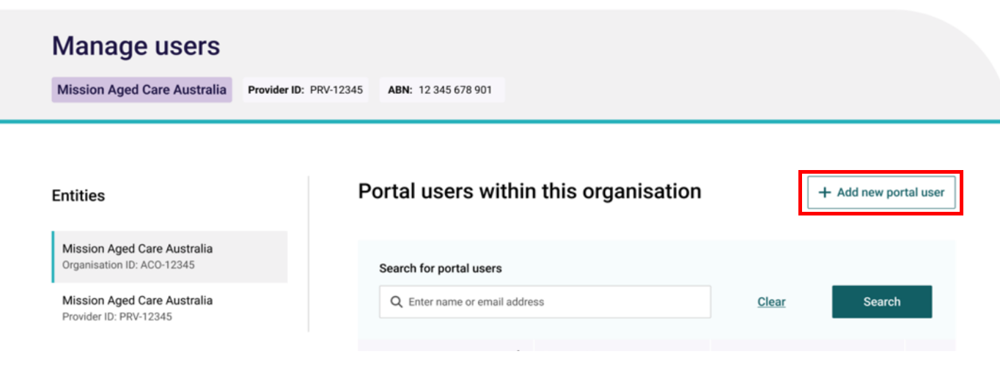 Manage users
Mission Aged Care Australia Provider ID: PRV-12345 ABN: 12 345 678 901
Entities
Mission Aged Care Australia
Organisation ID: ACO-12345
Mission Aged Care Australia
Provider ID: PRV-12345
Portal users within this organisation
+ Add new portal user
Search for portal users
Enter name or email address
Clear
Search